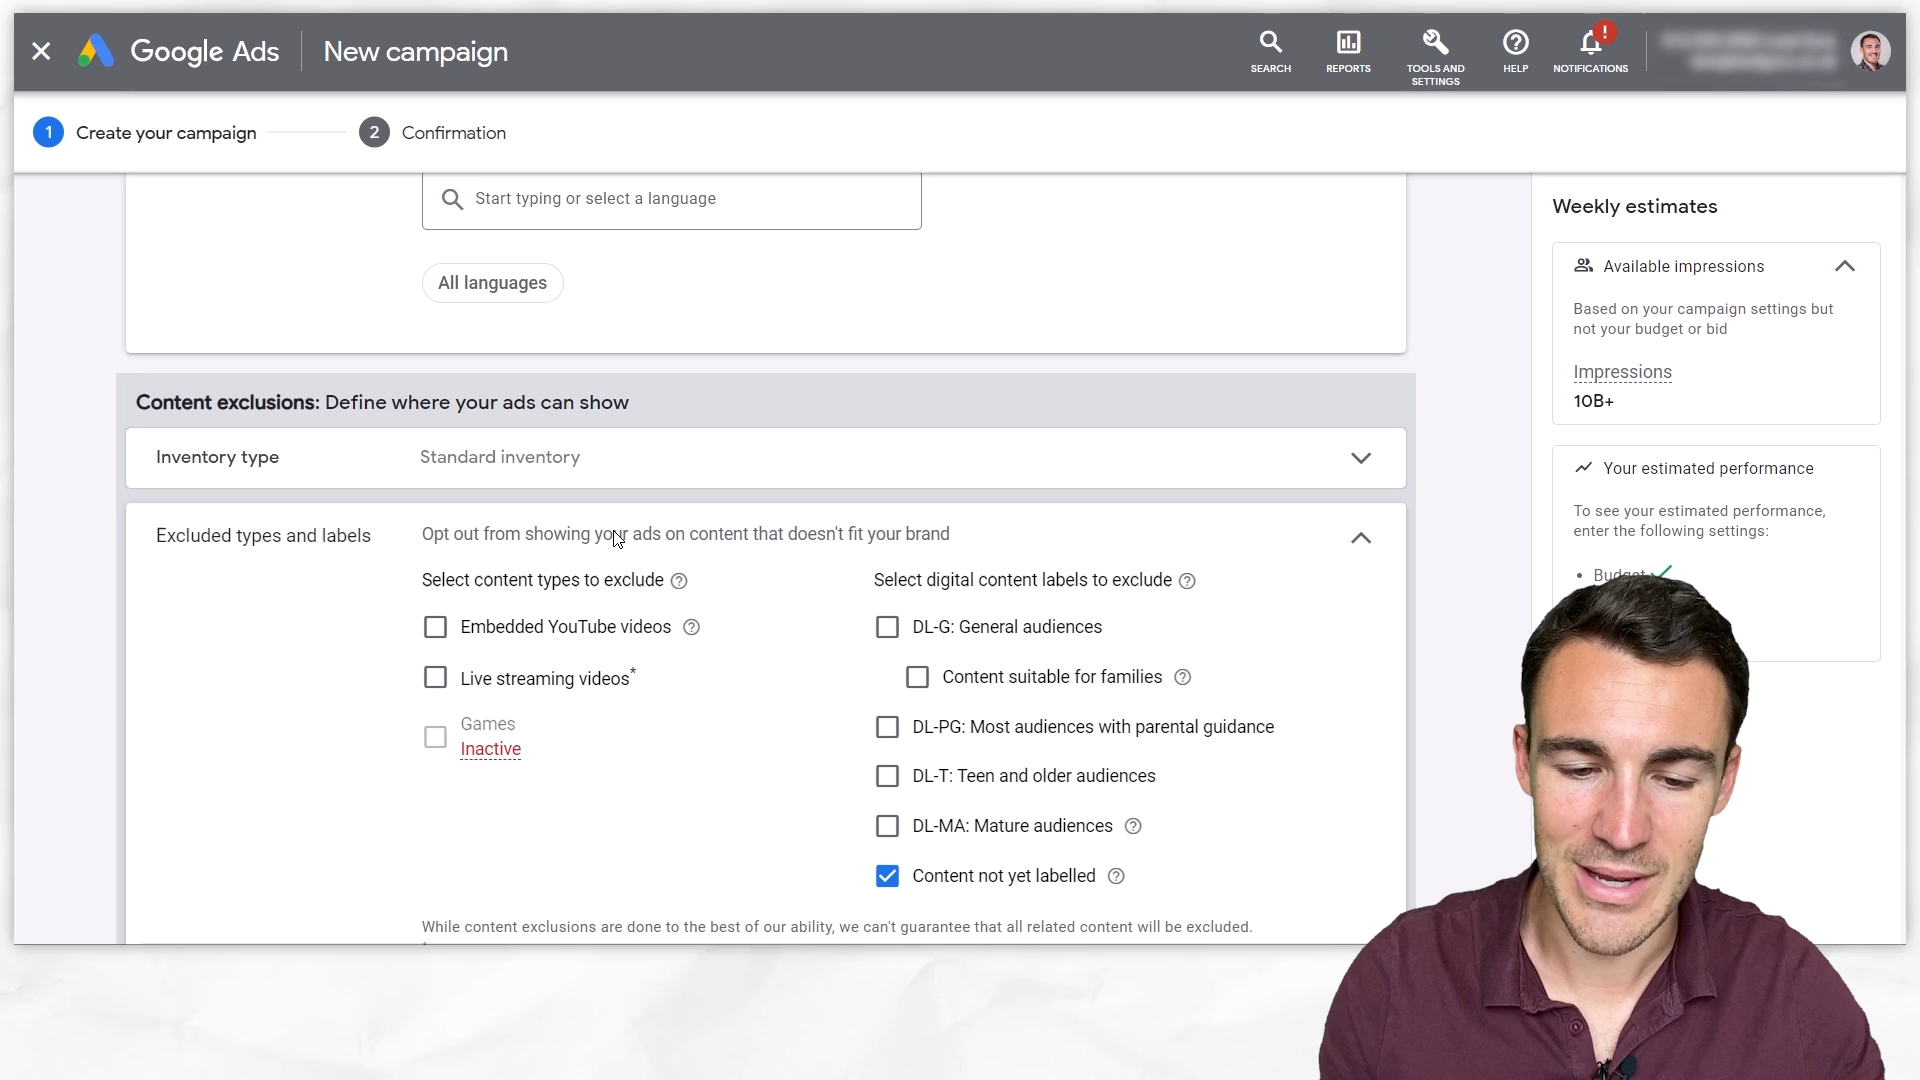 Google Ads
New campaign
SEARCH
REPORTS
TOOLS AND
SETTINGS
HELP
!
NOTIFICATIONS
1 Create your campaign
2 Confirmation
Start typing or select a language
All languages
Content exclusions: Define where your ads can show
Inventory type
Standard inventory
Excluded types and labels
Opt out from showing your ads on content that doesn't fit your brand
Select content types to exclude
Embedded YouTube videos
Live streaming videos*
Games
Inactive
Select digital content labels to exclude
DL-G: General audiences
Content suitable for families
DL-PG: Most audiences with parental guidance
DL-T: Teen and older audiences
DL-MA: Mature audiences
Content not yet labelled
While content exclusions are done to the best of our ability, we can't guarantee that all related content will be excluded.
Weekly estimates
Available impressions
Based on your campaign settings but
not your budget or bid
Impressions
10B+
Your estimated performance
To see your estimated performance,
enter the following settings:
• Budget